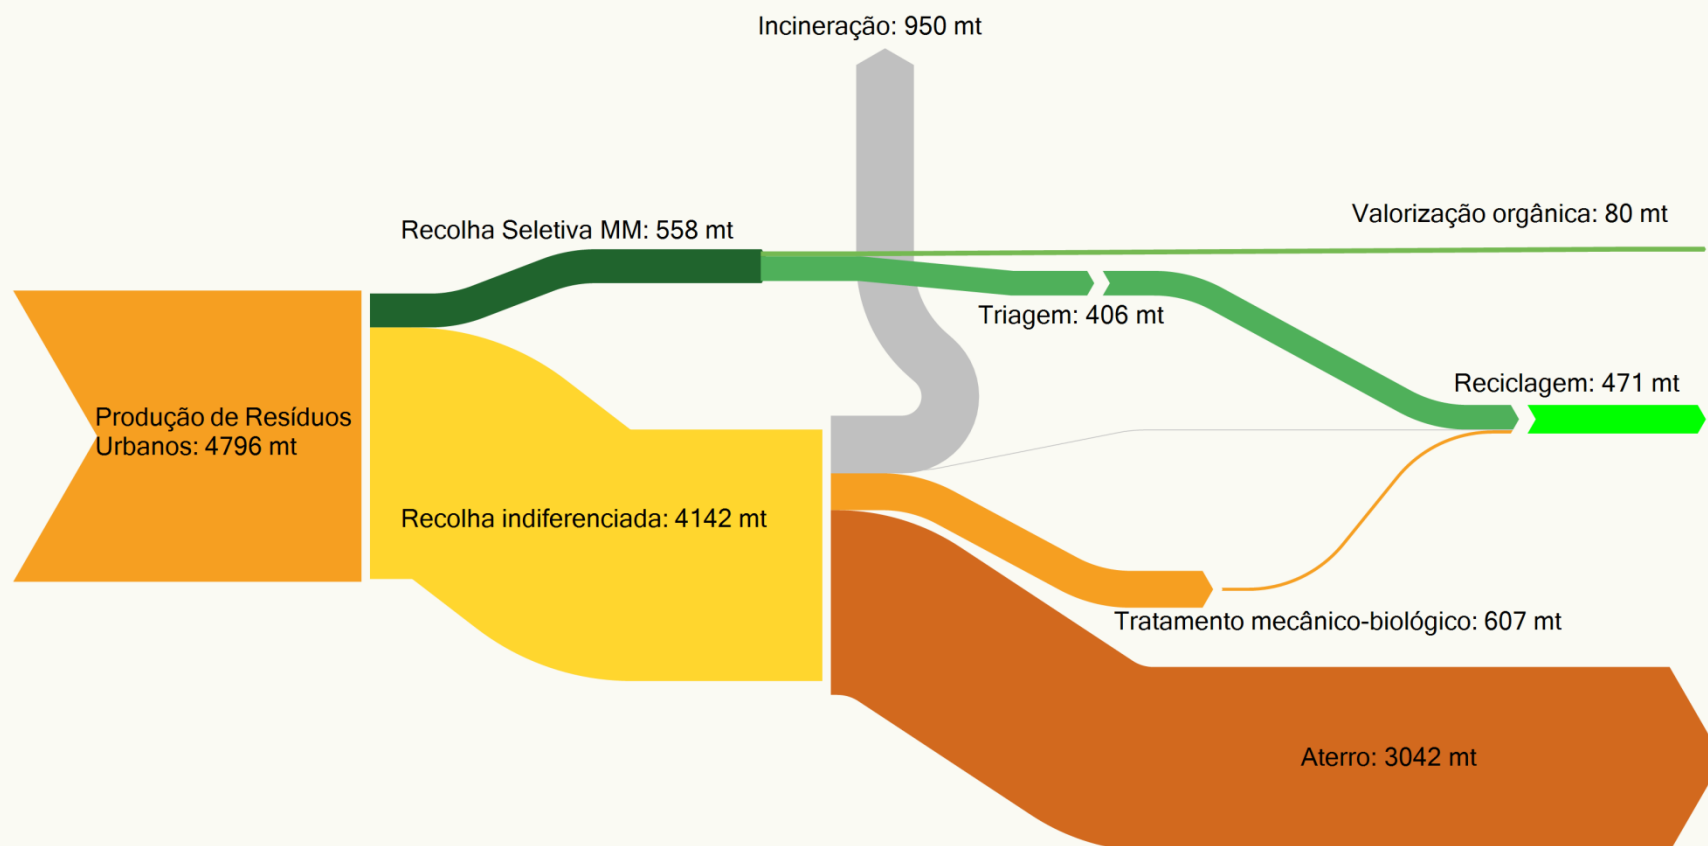 Incineração: 950 mt
Valorização orgânica: 80 mt
Recolha Seletiva MM: 558 mt
Triagem: 406 mt
Reciclagem: 471 mt
Produção de Resíduos
Urbanos: 4796 mt
Recolha indiferenciada: 4142 mt
Tratamento mecânico-biológico: 607 mt
Aterro: 3042 mt